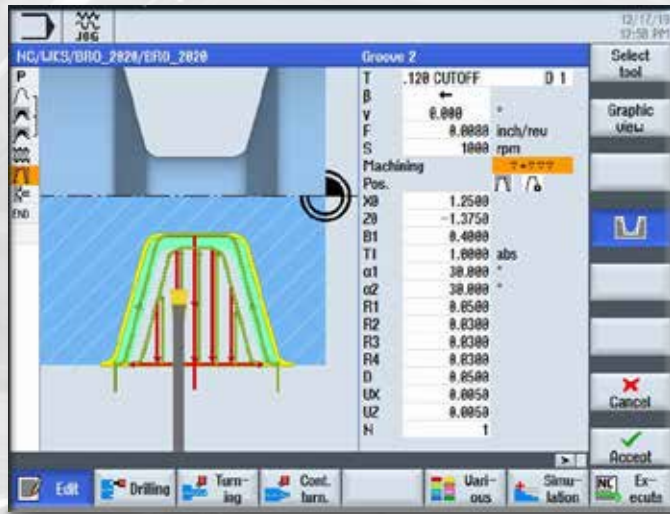 JOG
12/17/19
12:58 PM
NC/WKS/BRO_2020/BRO_2020
Groove 2
Select tool
P
T .120 CUTOFF D 1
β ←
γ 0.000 °
Graphic view
F 0.0080 inch/rev
S 1000 rpm
Machining ▽+▽▽▽
Pos.
X0 1.2500
Z0 -1.3750
B1 0.4000
T1 1.0000 abs
α1 30.000 °
α2 30.000 °
R1 0.0500
R2 0.0300
R3 0.0300
R4 0.0300
D 0.0500
UX 0.0050
UZ 0.0050
N 1
END
Cancel
Accept
Edit
Drilling
Turn-
ing
Cont.
turn.
Vari-
ous
Simu-
lation
NC
Ex-
ecute